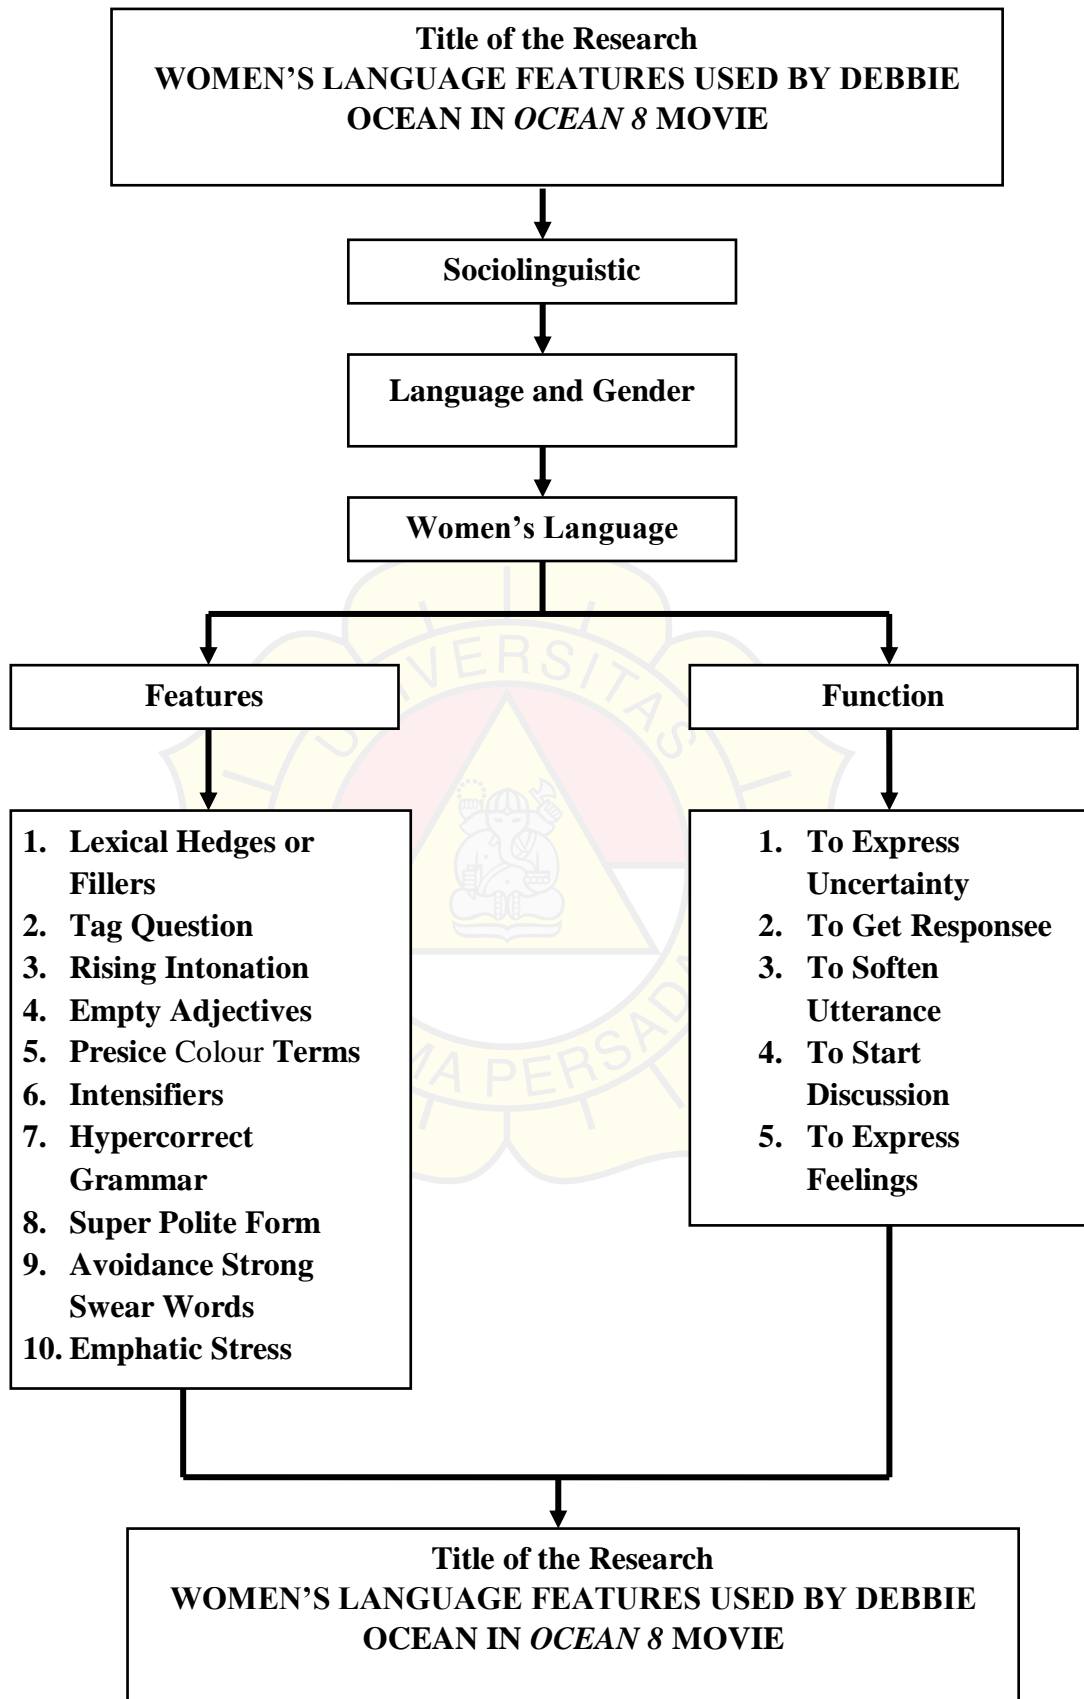 Title of the Research
WOMEN’S LANGUAGE FEATURES USED BY DEBBIE
OCEAN IN OCEAN 8 MOVIE
Sociolinguistic
Language and Gender
Women’s Language
Features
Function
1. Lexical Hedges or
Fillers
2. Tag Question
3. Rising Intonation
4. Empty Adjectives
5. Presice Colour Terms
6. Intensifiers
7. Hypercorrect
Grammar
8. Super Polite Form
9. Avoidance Strong
Swear Words
10. Emphatic Stress
1. To Express
Uncertainty
2. To Get Responsee
3. To Soften
Utterance
4. To Start
Discussion
5. To Express
Feelings
UNIVERSITAS
MA PERSADA
Title of the Research
WOMEN’S LANGUAGE FEATURES USED BY DEBBIE
OCEAN IN OCEAN 8 MOVIE